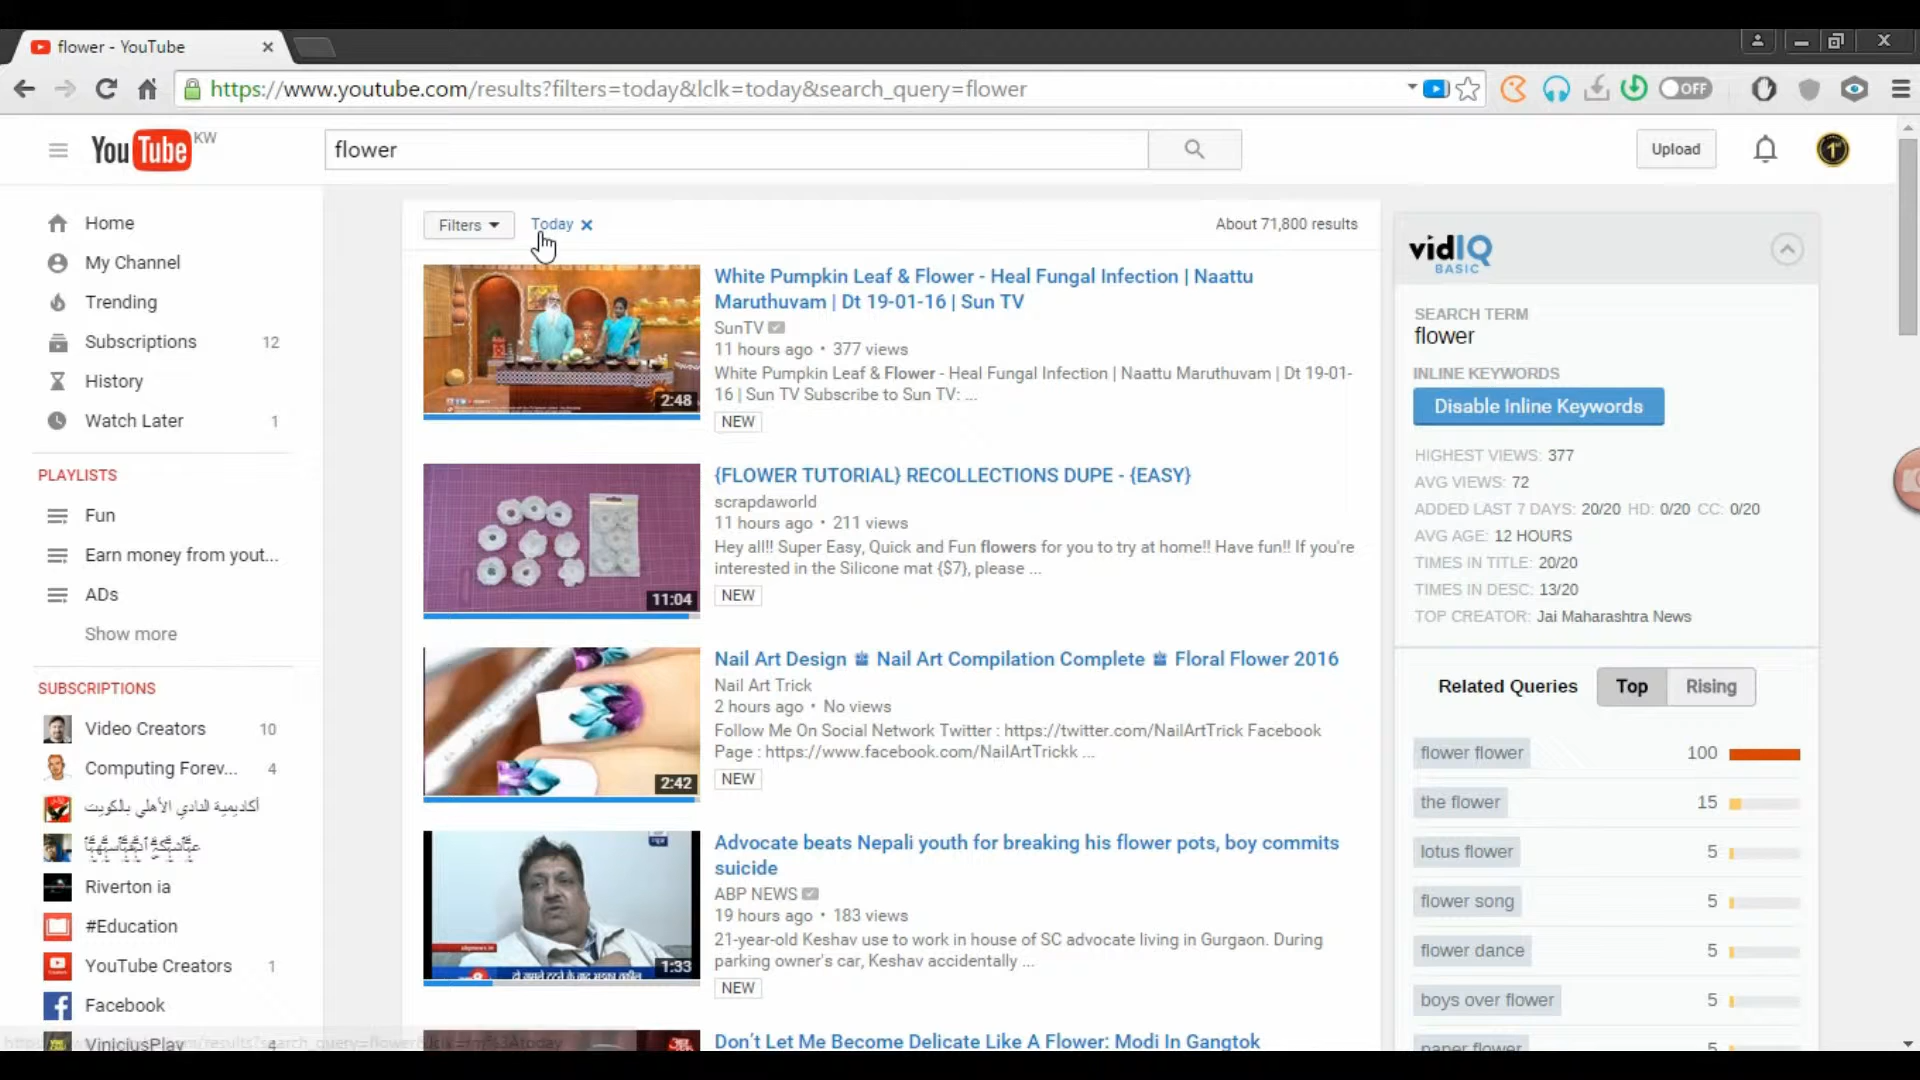 flower - YouTube
https://www.youtube.com/results?filters=today&lclk=today&search_query=flower
OFF
YouTube KW
flower
Upload
Home
My Channel
Trending
Subscriptions 12
History
Watch Later 1
PLAYLISTS
Fun
Earn money from yout...
ADs
Show more
SUBSCRIPTIONS
Video Creators 10
Computing Forev... 4
أكاديمية النادي الأهلي بالكويت
Riverton ia
#Education
YouTube Creators 1
Facebook
ViniciusPlay 4
Filters
Today
About 71,800 results
2:48
White Pumpkin Leaf & Flower - Heal Fungal Infection | Naattu
Maruthuvam | Dt 19-01-16 | Sun TV
SunTV
11 hours ago • 377 views
White Pumpkin Leaf & Flower - Heal Fungal Infection | Naattu Maruthuvam | Dt 19-01-
16 | Sun TV Subscribe to Sun TV: ...
NEW
11:04
{FLOWER TUTORIAL} RECOLLECTIONS DUPE - {EASY}
scrapdaworld
11 hours ago • 211 views
Hey all!! Super Easy, Quick and Fun flowers for you to try at home!! Have fun!! If you're
interested in the Silicone mat {$7}, please ...
NEW
2:42
Nail Art Design Nail Art Compilation Complete Floral Flower 2016
Nail Art Trick
2 hours ago • No views
Follow Me On Social Network Twitter : https://twitter.com/NailArtTrick Facebook
Page : https://www.facebook.com/NailArtTrickk ...
NEW
1:33
Advocate beats Nepali youth for breaking his flower pots, boy commits
suicide
ABP NEWS
19 hours ago • 183 views
21-year-old Keshav use to work in house of SC advocate living in Gurgaon. During
parking owner's car, Keshav accidentally ...
NEW
Don't Let Me Become Delicate Like A Flower: Modi In Gangtok
vidIQ
BASIC
SEARCH TERM
flower
INLINE KEYWORDS
Disable Inline Keywords
HIGHEST VIEWS: 377
AVG VIEWS: 72
ADDED LAST 7 DAYS: 20/20 HD: 0/20 CC: 0/20
AVG AGE: 12 HOURS
TIMES IN TITLE: 20/20
TIMES IN DESC: 13/20
TOP CREATOR: Jai Maharashtra News
Related Queries Top Rising
flower flower 100
the flower 15
lotus flower 5
flower song 5
flower dance 5
boys over flower 5
paper flower 5